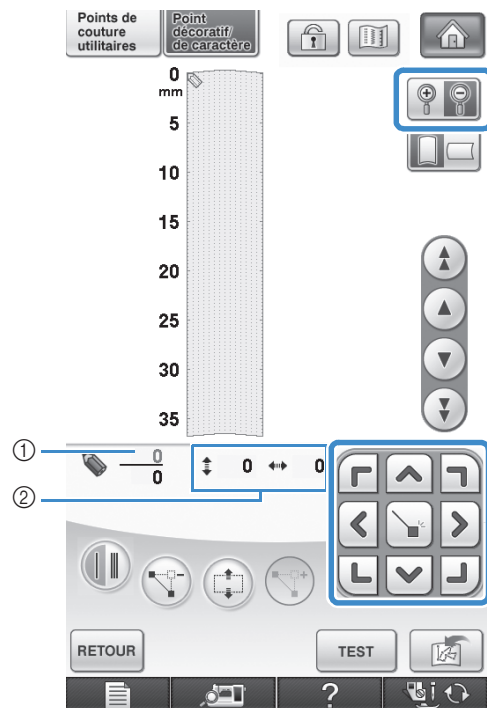 Points de
couture
utilitaires
Point
décoratif/
de caractère
0
mm
5
10
15
20
25
30
35
① 0
0
0 0
②
RETOUR
TEST
?